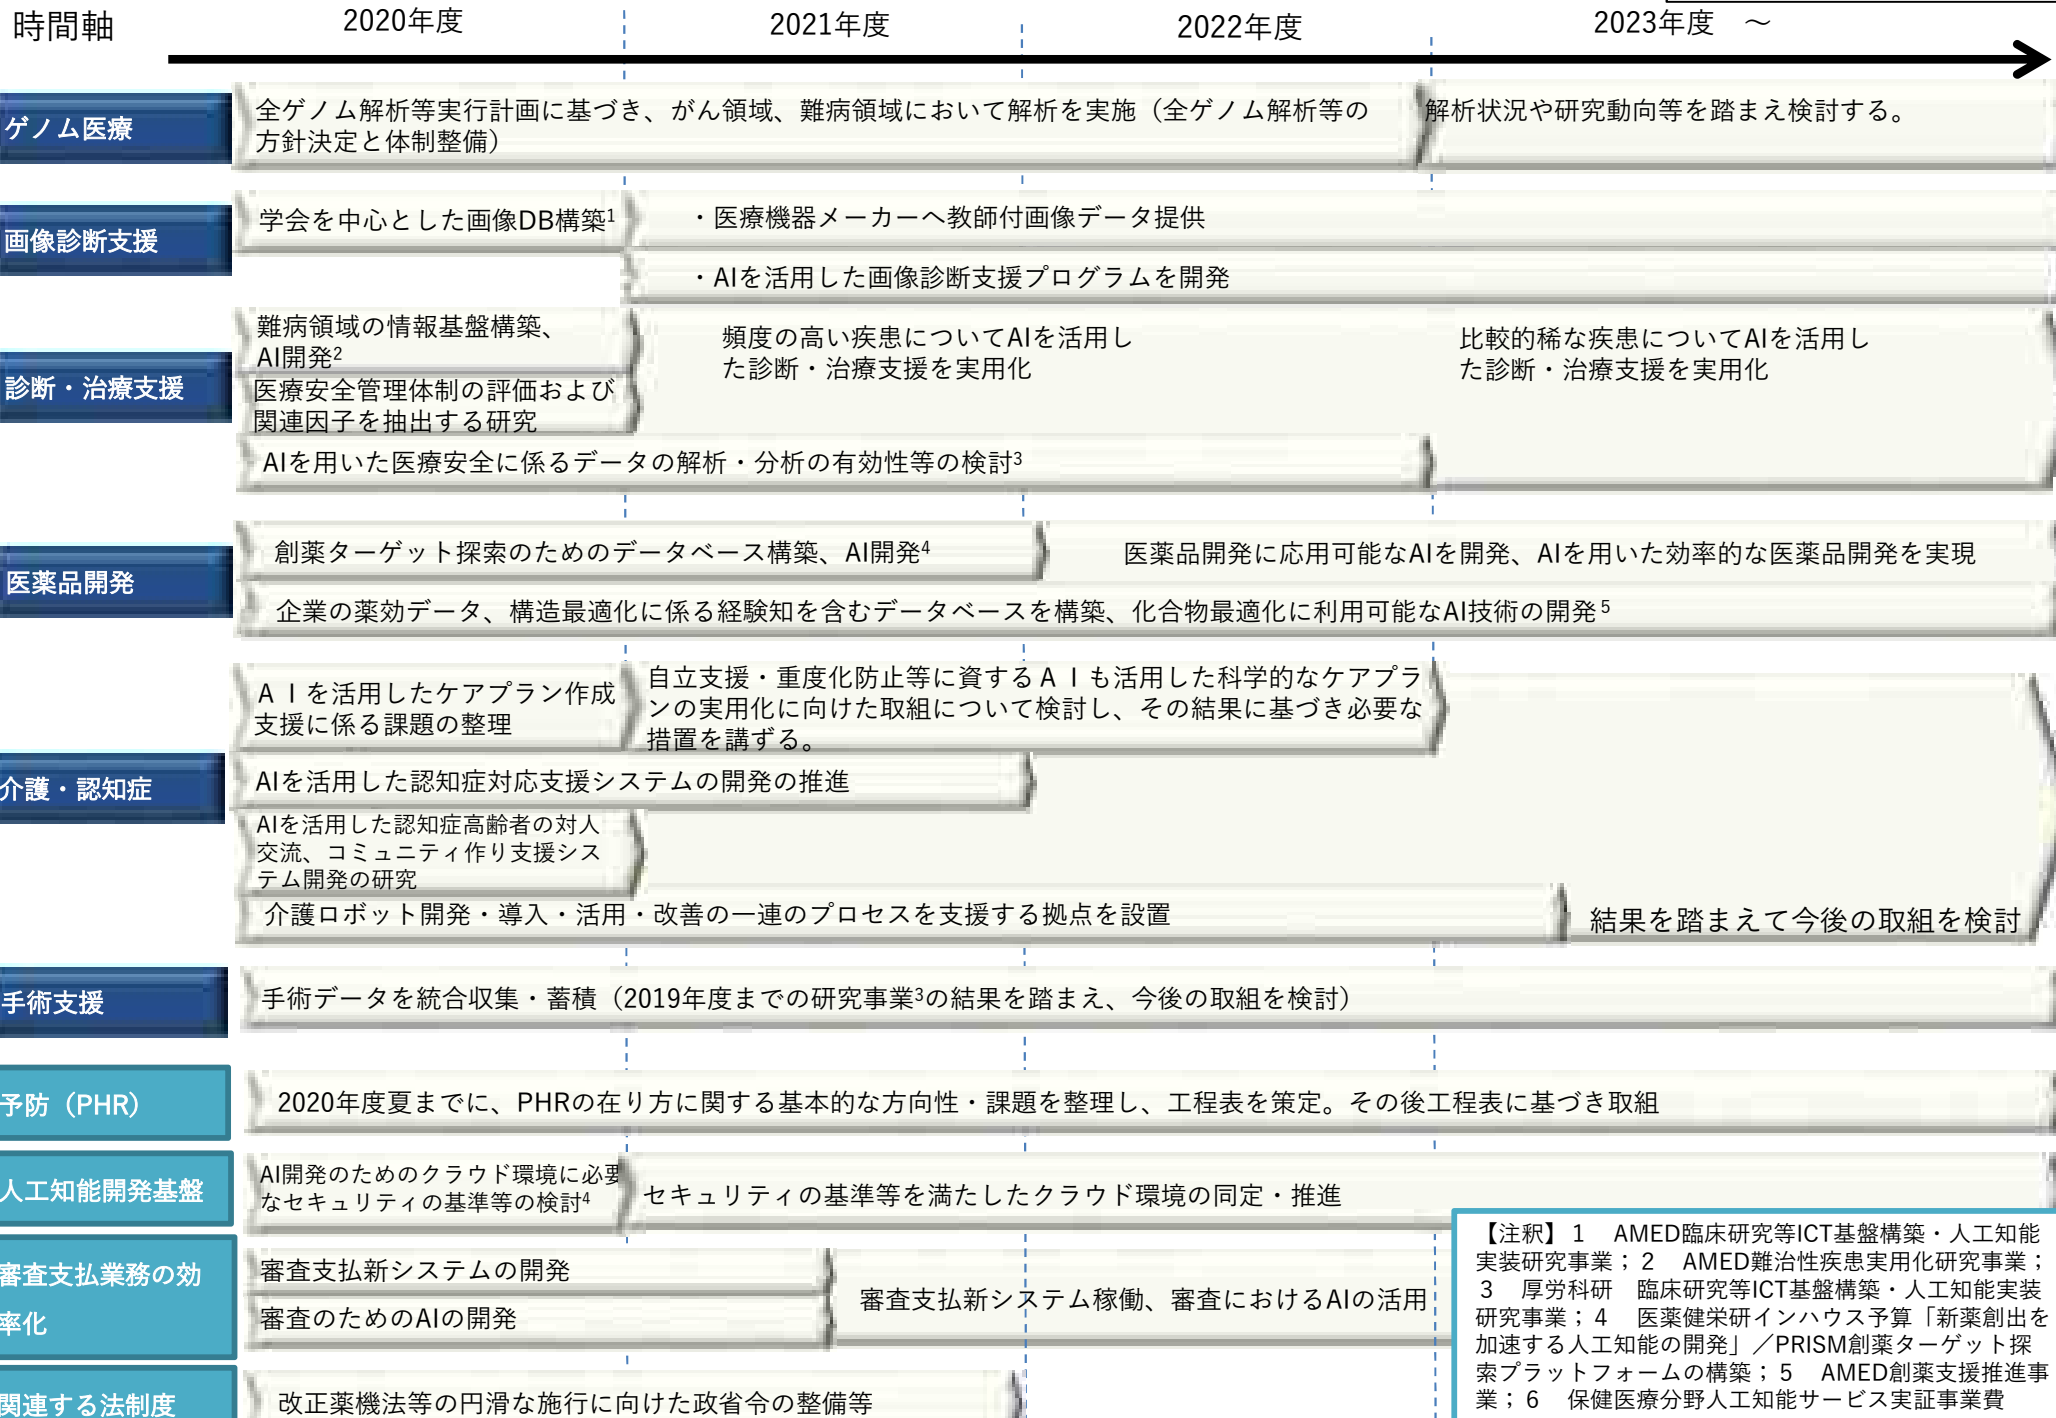 時間軸
2020年度
2021年度
2022年度
2023年度　～
ゲノム医療
全ゲノム解析等実行計画に基づき、がん領域、難病領域において解析を実施（全ゲノム解析等の
方針決定と体制整備）
解析状況や研究動向等を踏まえ検討する。
画像診断支援
学会を中心とした画像DB構築1
・医療機器メーカーへ教師付画像データ提供
・AIを活用した画像診断支援プログラムを開発
診断・治療支援
難病領域の情報基盤構築、
AI開発2
医療安全管理体制の評価および
関連因子を抽出する研究
頻度の高い疾患についてAIを活用し
た診断・治療支援を実用化
比較的稀な疾患についてAIを活用し
た診断・治療支援を実用化
AIを用いた医療安全に係るデータの解析・分析の有効性等の検討3
医薬品開発
創薬ターゲット探索のためのデータベース構築、AI開発4
医薬品開発に応用可能なAIを開発、AIを用いた効率的な医薬品開発を実現
企業の薬効データ、構造最適化に係る経験知を含むデータベースを構築、化合物最適化に利用可能なAI技術の開発5
介護・認知症
ＡＩを活用したケアプラン作成
支援に係る課題の整理
自立支援・重度化防止等に資するＡＩも活用した科学的なケアプラ
ンの実用化に向けた取組について検討し、その結果に基づき必要な
措置を講ずる。
AIを活用した認知症対応支援システムの開発の推進
AIを活用した認知症高齢者の対人
交流、コミュニティ作り支援シス
テム開発の研究
介護ロボット開発・導入・活用・改善の一連のプロセスを支援する拠点を設置
結果を踏まえて今後の取組を検討
手術支援
手術データを統合収集・蓄積（2019年度までの研究事業3の結果を踏まえ、今後の取組を検討）
予防（PHR）
2020年度夏までに、PHRの在り方に関する基本的な方向性・課題を整理し、工程表を策定。その後工程表に基づき取組
人工知能開発基盤
AI開発のためのクラウド環境に必要
なセキュリティの基準等の検討4
セキュリティの基準等を満たしたクラウド環境の同定・推進
審査支払業務の効
率化
審査支払新システムの開発
審査のためのAIの開発
審査支払新システム稼働、審査におけるAIの活用
関連する法制度
改正薬機法等の円滑な施行に向けた政省令の整備等
【注釈】１　AMED臨床研究等ICT基盤構築・人工知能
実装研究事業；２　AMED難治性疾患実用化研究事業；
３　厚労科研　臨床研究等ICT基盤構築・人工知能実装
研究事業；４　医薬健栄研インハウス予算「新薬創出を
加速する人工知能の開発」／PRISM創薬ターゲット探
索プラットフォームの構築；５　AMED創薬支援推進事
業；６　保健医療分野人工知能サービス実証事業費